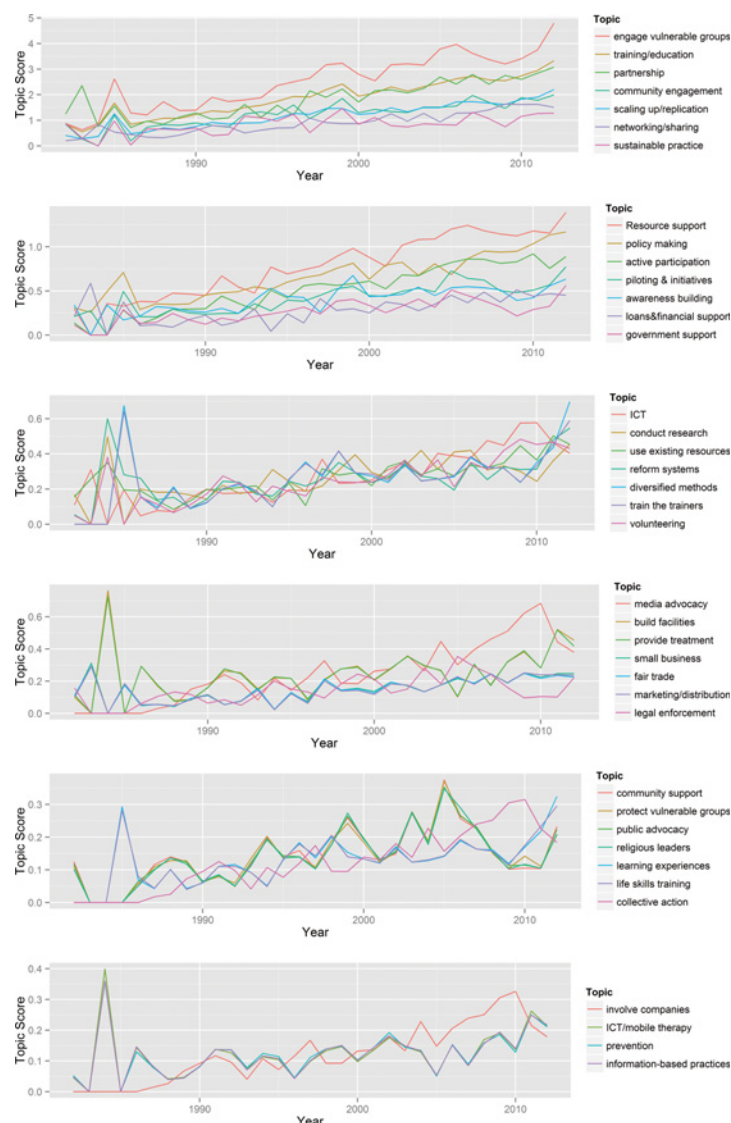 Topic
engage vulnerable groups
training/education
partnership
community engagement
scaling up/replication
networking/sharing
sustainable practice
Topic Score
5
4
3
2
1
0
1990
2000
2010
Year
Topic
Resource support
policy making
active participation
piloting & initiatives
awareness building
loans&financial support
government support
Topic Score
1.0
0.5
0.0
1990
2000
2010
Year
Topic
ICT
conduct research
use existing resources
reform systems
diversified methods
train the trainers
volunteering
Topic Score
0.6
0.4
0.2
0.0
1990
2000
2010
Year
Topic
media advocacy
build facilities
provide treatment
small business
fair trade
marketing/distribution
legal enforcement
Topic Score
0.6
0.4
0.2
0.0
1990
2000
2010
Year
Topic
community support
protect vulnerable groups
public advocacy
religious leaders
learning experiences
life skills training
collective action
Topic Score
0.3
0.2
0.1
0.0
1990
2000
2010
Year
Topic
involve companies
ICT/mobile therapy
prevention
information-based practices
Topic Score
0.4
0.3
0.2
0.1
0.0
1990
2000
2010
Year